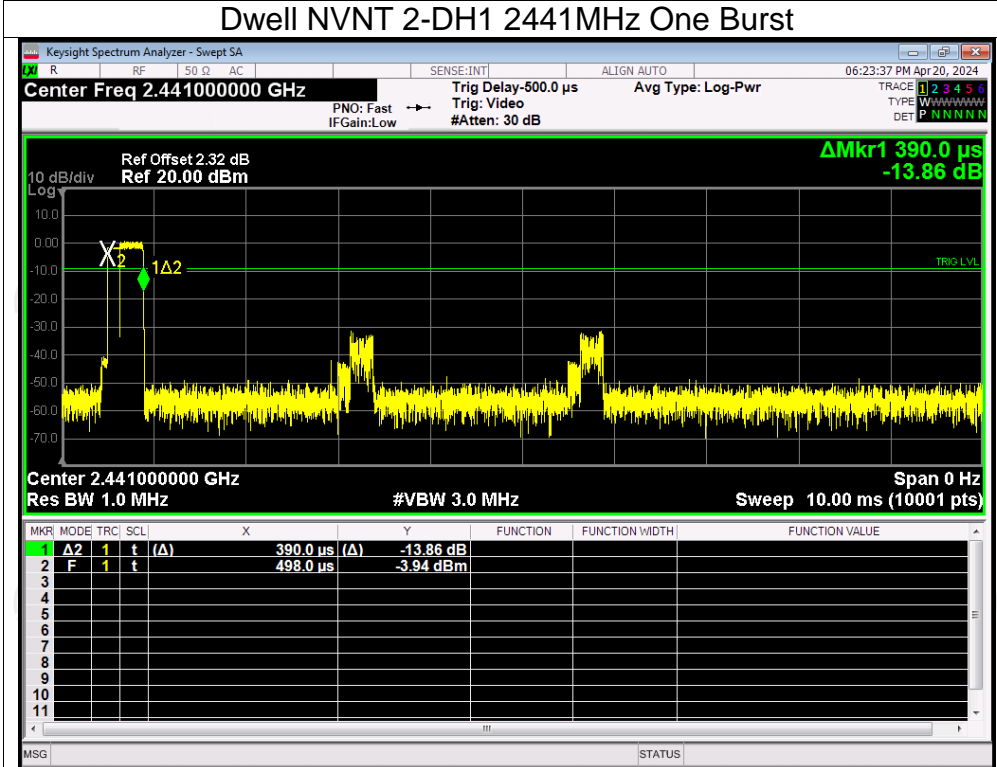 Dwell NVNT 2-DH1 2441MHz One Burst
Keysight Spectrum Analyzer - Swept SA
LXI R RF 50 Ω AC SENSE:INT ALIGN AUTO 06:23:37 PM Apr 20, 2024
Center Freq 2.441000000 GHz Trig Delay-500.0 µs Avg Type: Log-Pwr TRACE 1 2 3 4 5 6
PNO: Fast Trig: Video TYPE WWWWWW
IFGain:Low #Atten: 30 dB DET P N N N N N
ΔMkr1 390.0 µs
-13.86 dB
Ref Offset 2.32 dB
10 dB/div Ref 20.00 dBm
Log
10.0
0.00
X2
1Δ2
TRIG LVL
-10.0
-20.0
-30.0
-40.0
-50.0
-60.0
-70.0
Center 2.441000000 GHz Span 0 Hz
Res BW 1.0 MHz #VBW 3.0 MHz Sweep 10.00 ms (10001 pts)
MKR MODE TRC SCL X Y FUNCTION FUNCTION WIDTH FUNCTION VALUE
1 Δ2 1 t (Δ) 390.0 µs (Δ) -13.86 dB
2 F 1 t 498.0 µs -3.94 dBm
3
4
5
6
7
8
9
10
11
MSG STATUS